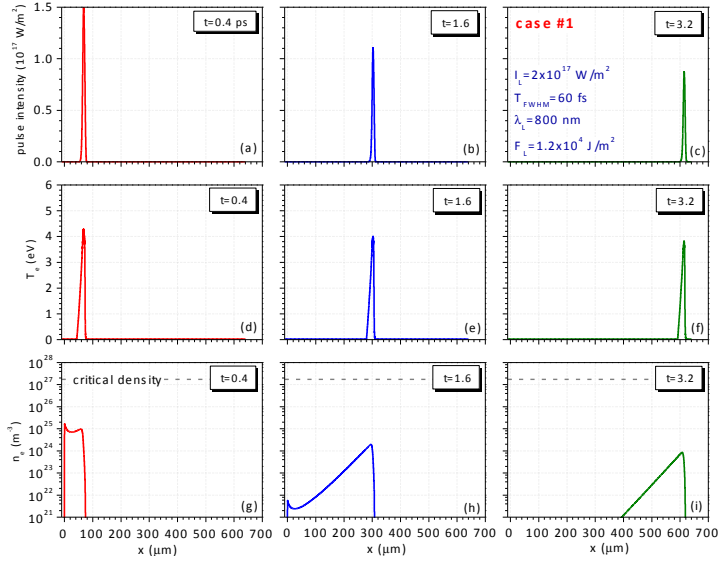 pulse intensity (10^17 W/m^2)
1.5
1.0
0.5
0.0
t=0.4 ps
(a)
t=1.6
(b)
case #1
t=3.2
I_L=2x10^17 W/m^2
T_FWHM=60 fs
λ_L=800 nm
F_L=1.2x10^4 J/m^2
(c)
T_e (eV)
6
5
4
3
2
1
0
t=0.4
(d)
t=1.6
(e)
t=3.2
(f)
n_e (m^-3)
10^28
10^27
10^26
10^25
10^24
10^23
10^22
10^21
critical density
t=0.4
(g)
t=1.6
(h)
t=3.2
(i)
0 100 200 300 400 500 600 700
0 100 200 300 400 500 600 700
0 100 200 300 400 500 600 700
x (μm)
x (μm)
x (μm)